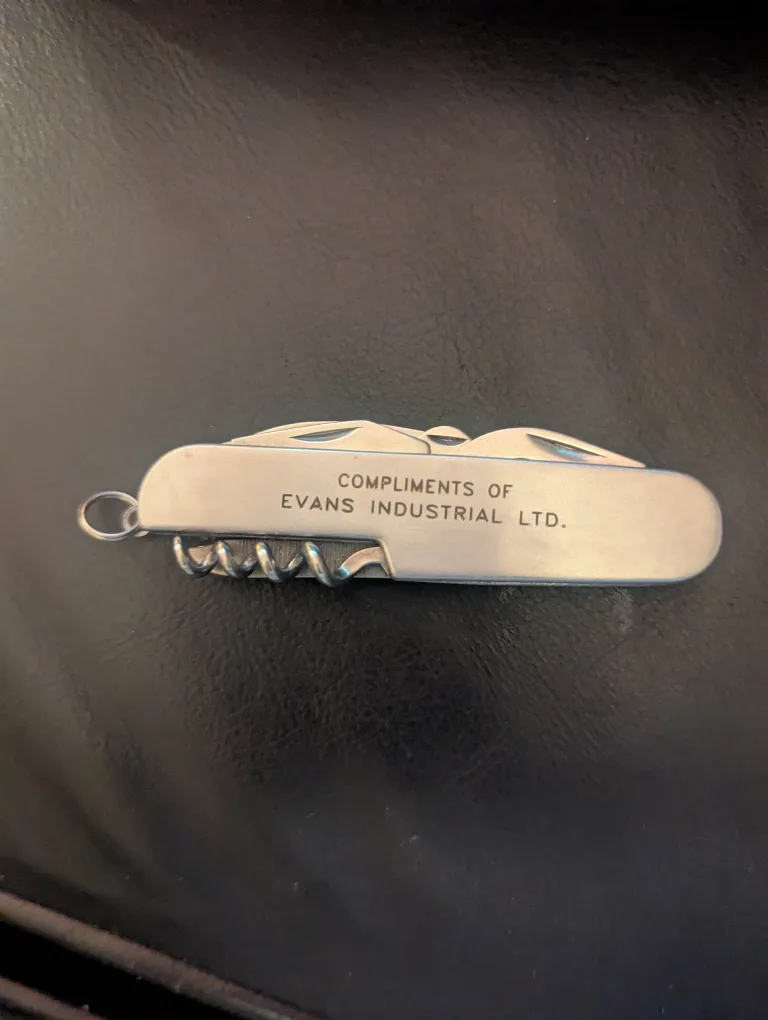 COMPLIMENTS OF
EVANS INDUSTRIAL LTD.